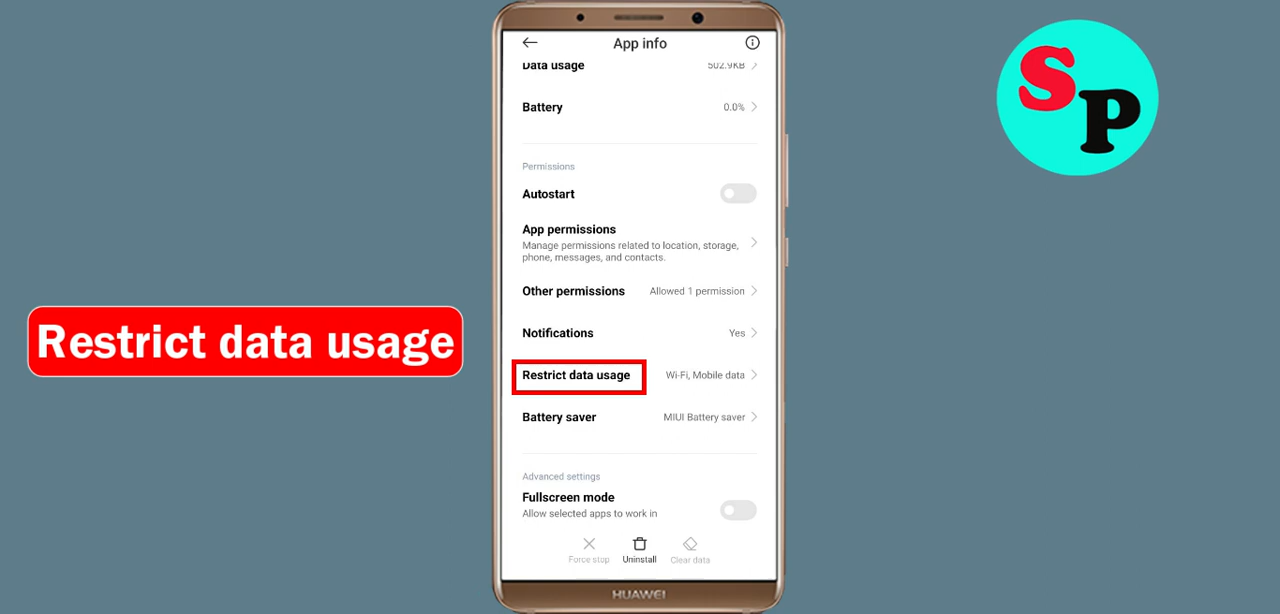 App info
Data usage 502.9KB
Battery 0.0%
Permissions
Autostart
App permissions
Manage permissions related to location, storage,
phone, messages, and contacts.
Other permissions Allowed 1 permission
Notifications Yes
Restrict data usage Wi-Fi, Mobile data
Battery saver MIUI Battery saver
Advanced settings
Fullscreen mode
Allow selected apps to work in
Force stop Uninstall Clear data
HUAWEI
Restrict data usage
SP